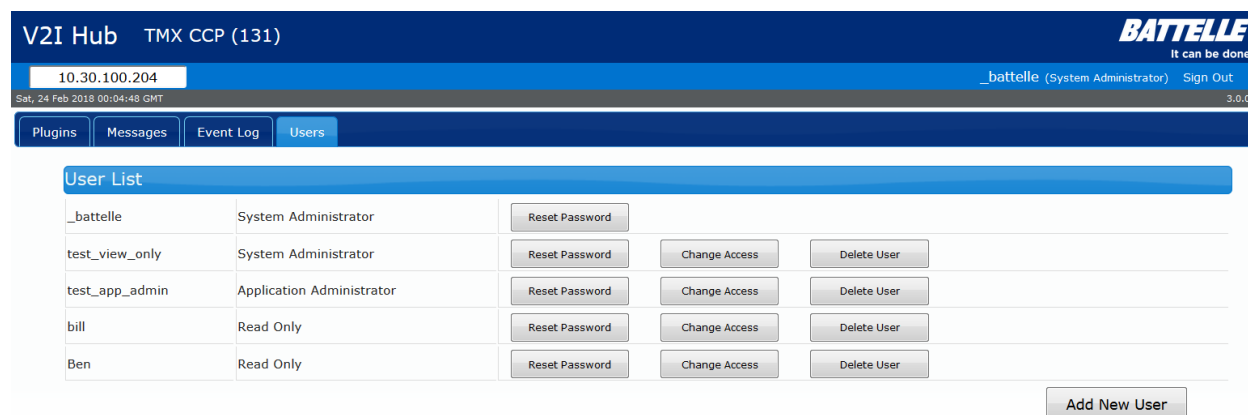 V2I Hub TMX CCP (131) BATTELLE
It can be done
10.30.100.204 _battelle (System Administrator) Sign Out
Sat, 24 Feb 2018 00:04:48 GMT 3.0.0
Plugins Messages Event Log Users
User List
_battelle System Administrator Reset Password
test_view_only System Administrator Reset Password Change Access Delete User
test_app_admin Application Administrator Reset Password Change Access Delete User
bill Read Only Reset Password Change Access Delete User
Ben Read Only Reset Password Change Access Delete User
Add New User